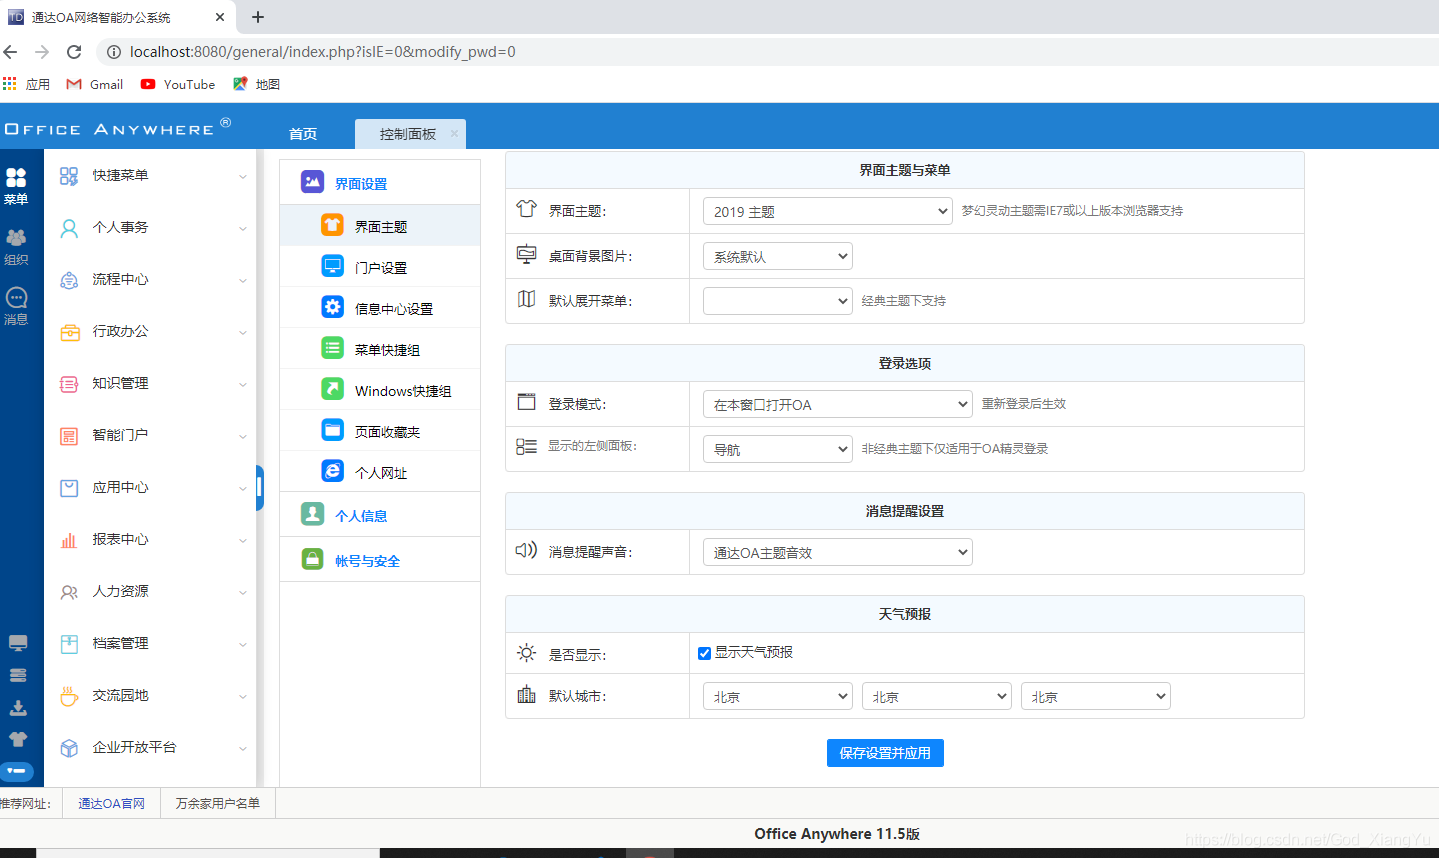 通达OA网络智能办公系统
localhost:8080/general/index.php?isIE=0&modify_pwd=0
应用 Gmail YouTube 地图
OFFICE ANYWHERE ® 首页 控制面板
菜单
组织
消息
快捷菜单
个人事务
流程中心
行政办公
知识管理
智能门户
应用中心
报表中心
人力资源
档案管理
交流园地
企业开放平台
界面设置
界面主题
门户设置
信息中心设置
菜单快捷组
Windows快捷组
页面收藏夹
个人网址
个人信息
帐号与安全
界面主题与菜单
界面主题: 2019 主题 梦幻灵动主题需IE7或以上版本浏览器支持
桌面背景图片: 系统默认
默认展开菜单: 经典主题下支持
登录选项
登录模式: 在本窗口打开OA 重新登录后生效
显示的左侧面板: 导航 非经典主题下仅适用于OA精灵登录
消息提醒设置
消息提醒声音: 通达OA主题音效
天气预报
是否显示: 显示天气预报
默认城市: 北京 北京 北京
保存设置并应用
推荐网址: 通达OA官网 万余家用户名单
Office Anywhere 11.5版
https://blog.csdn.net/God_XiangYu